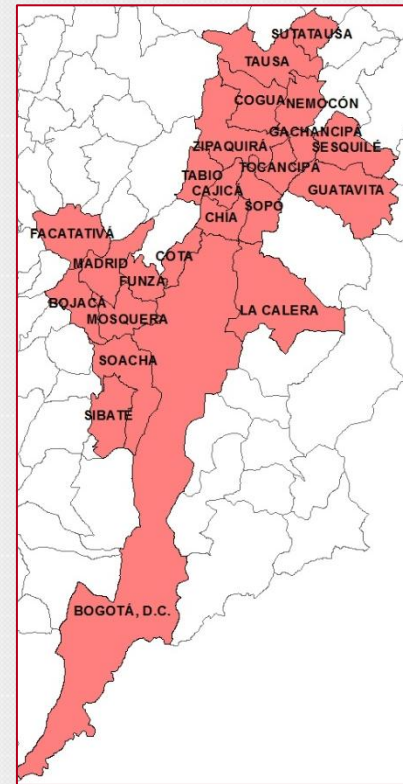 SUTATAUSA
TAUSA
COGUA
NEMOCÓN
GACHANCIPÁ
ZIPAQUIRÁ
SESQUILÉ
TABIO
TOCANCIPÁ
CAJICÁ
GUATAVITA
CHÍA
SOPÓ
FACATATIVÁ
COTA
MADRID
FUNZA
BOJACÁ
MOSQUERA
LA CALERA
SOACHA
SIBATÉ
BOGOTÁ, D.C.